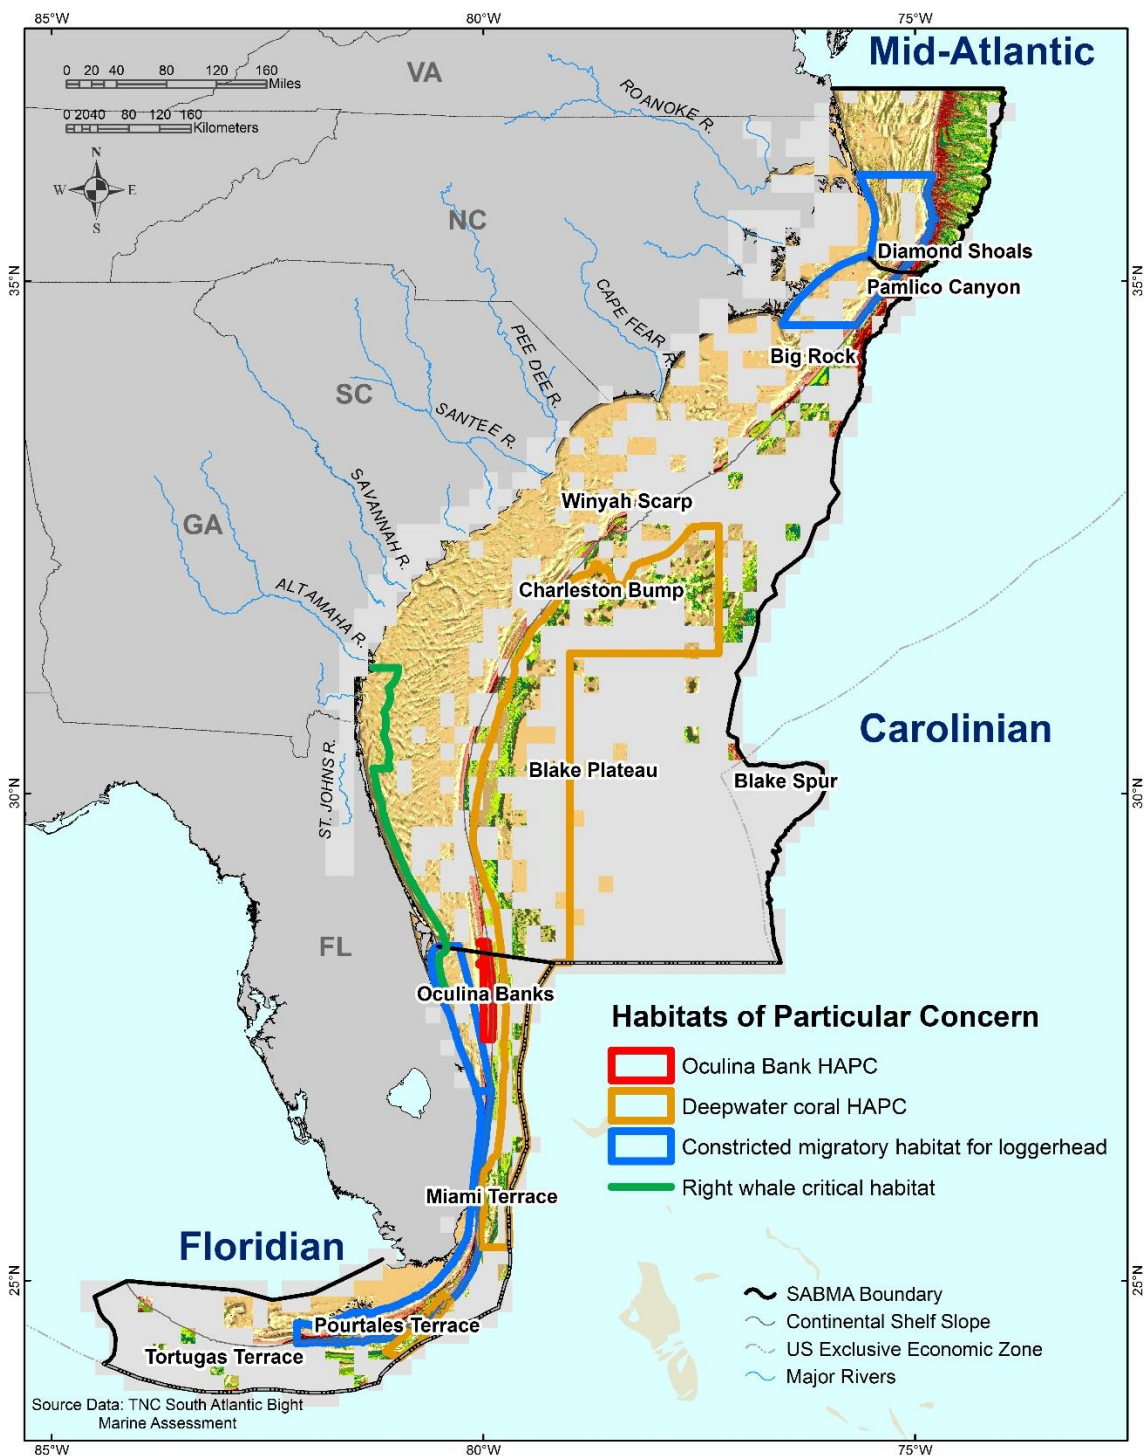 85°W
80°W
75°W
Mid-Atlantic
VA
0 20 40 80 120 160
Miles
0 20 40 80 120 160
Kilometers
ROANOKE R.
N
W E
S
NC
35°N
35°N
Diamond Shoals
Pamlico Canyon
CAPE FEAR R.
PEE DEE R.
Big Rock
SC
SANTEE R.
SAVANNAH R.
Winyah Scarp
GA
ALTAMAHA R.
Charleston Bump
Carolinian
ST. JOHNS R.
Blake Plateau
Blake Spur
30°N
30°N
FL
Oculina Banks
Habitats of Particular Concern
Oculina Bank HAPC
Deepwater coral HAPC
Constricted migratory habitat for loggerhead
Right whale critical habitat
Miami Terrace
Floridian
25°N
25°N
SABMA Boundary
Continental Shelf Slope
US Exclusive Economic Zone
Major Rivers
Pourtales Terrace
Tortugas Terrace
Source Data: TNC South Atlantic Bight
Marine Assessment
85°W
80°W
75°W